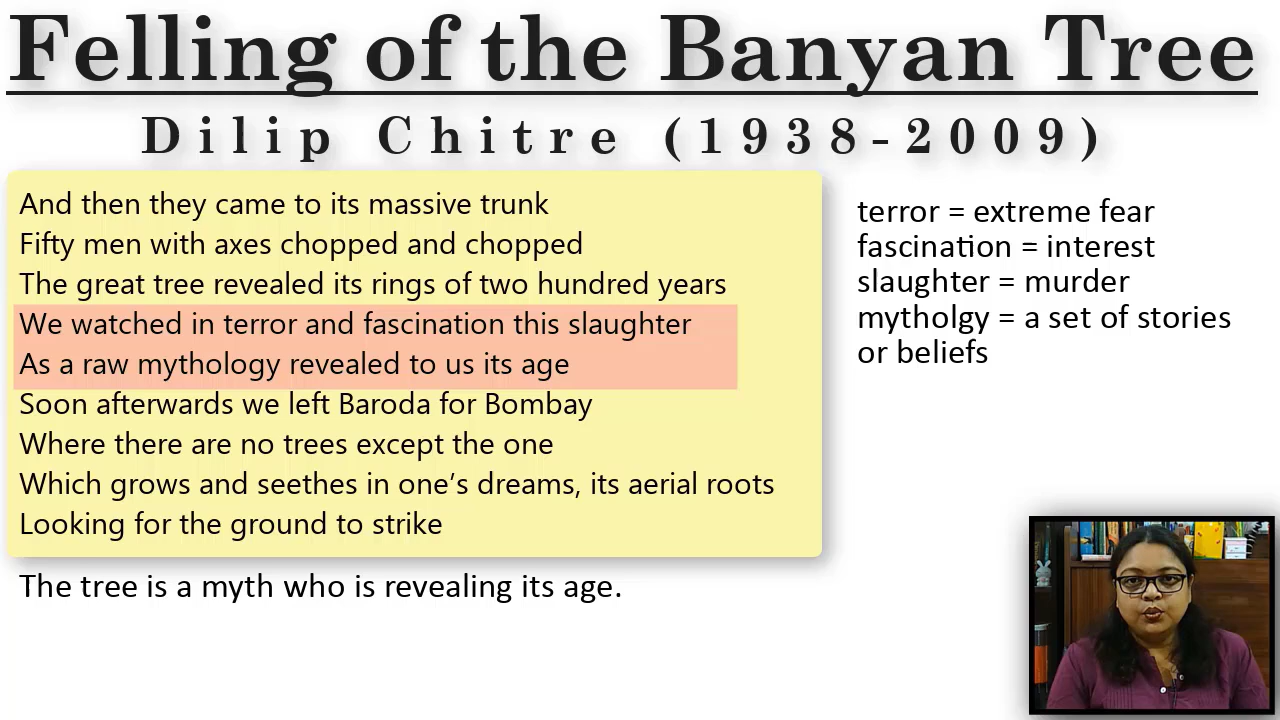 Felling of the Banyan Tree
Dilip Chitre (1938-2009)
And then they came to its massive trunk
Fifty men with axes chopped and chopped
The great tree revealed its rings of two hundred years
We watched in terror and fascination this slaughter
As a raw mythology revealed to us its age
Soon afterwards we left Baroda for Bombay
Where there are no trees except the one
Which grows and seethes in one’s dreams, its aerial roots
Looking for the ground to strike
terror = extreme fear
fascination = interest
slaughter = murder
mytholgy = a set of stories
or beliefs
The tree is a myth who is revealing its age.